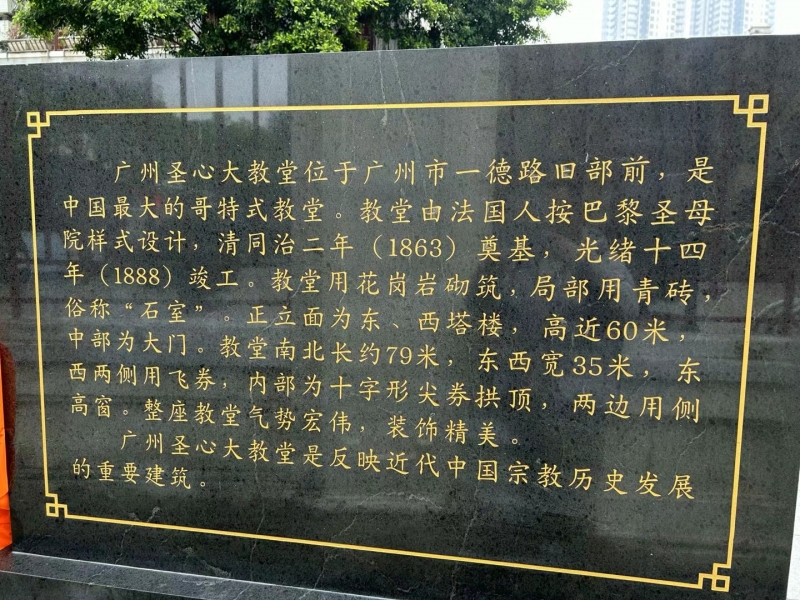 广州圣心大教堂位于广州市一德路旧部前，是
中国最大的哥特式教堂。教堂由法国人按巴黎圣母
院样式设计，清同治二年（1863）奠基，光绪十四
年（1888）竣工。教堂用花岗岩砌筑，局部用青砖，
俗称“石室”。正立面为东、西塔楼，高近60米，
中部为大门。教堂南北长约79米，东西宽35米，东
西两侧用飞券，内部为十字形尖券拱顶，两边用侧
高窗。整座教堂气势宏伟，装饰精美。
广州圣心大教堂是反映近代中国宗教历史发展
的重要建筑。